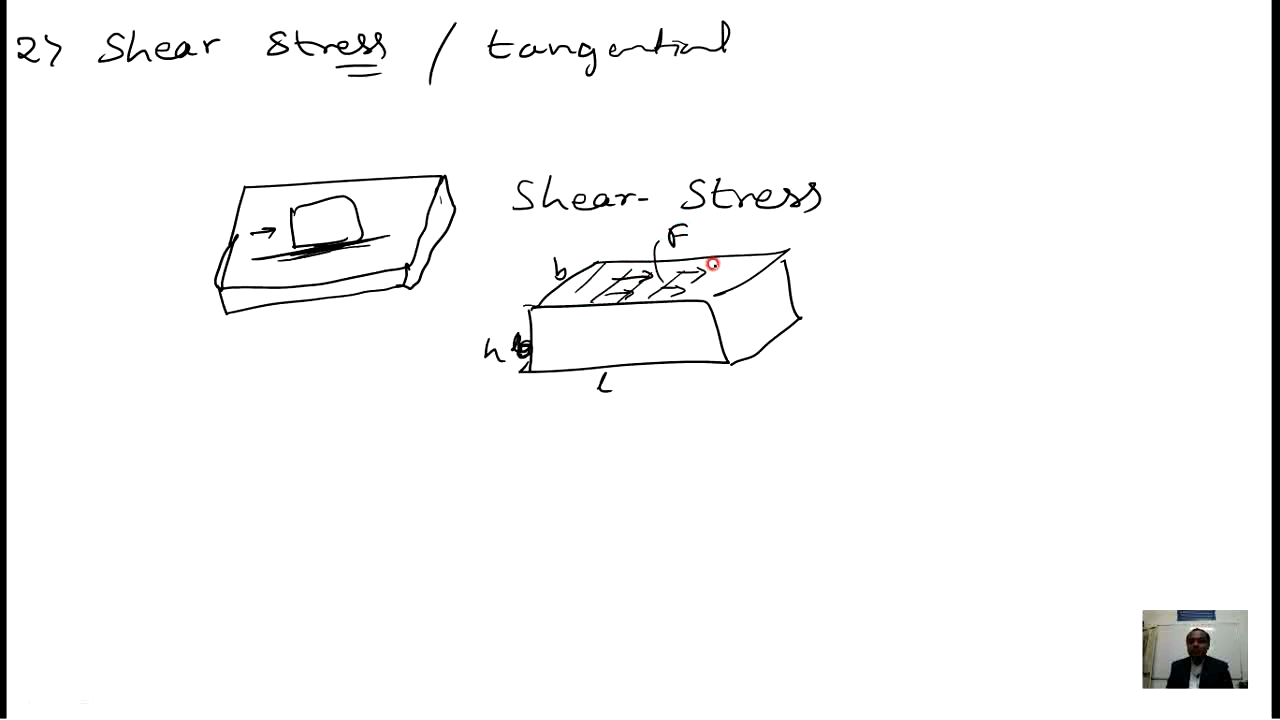 2) Shear Stress / tangential
Shear- Stress
F
b
h
L